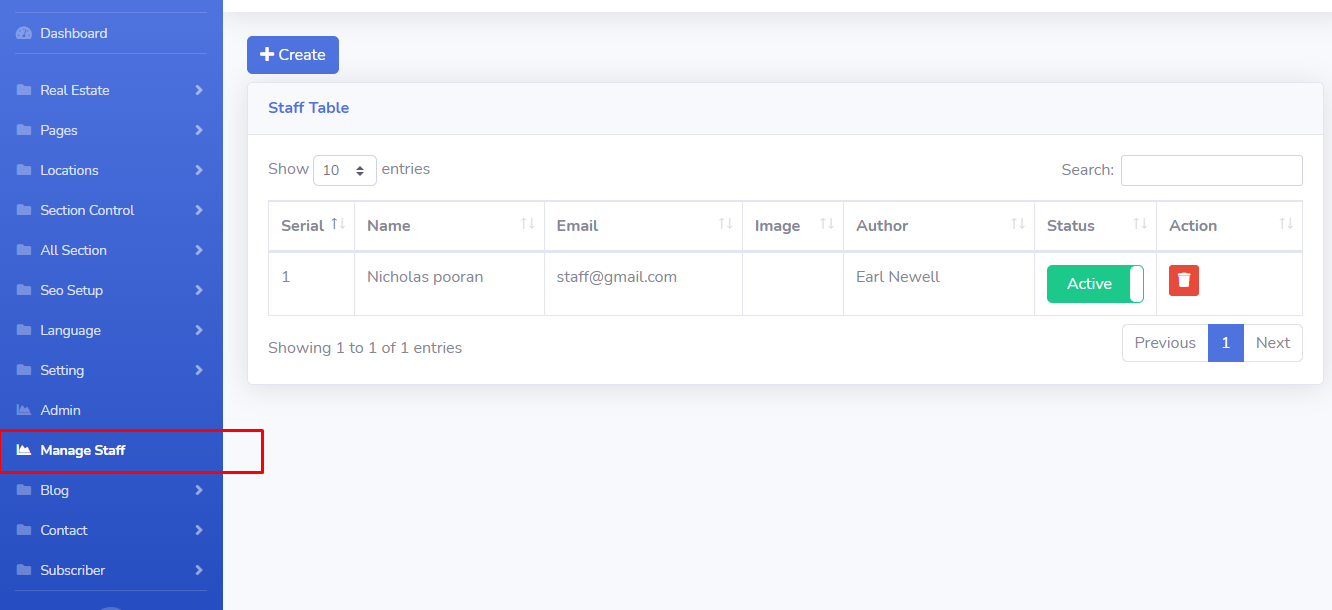 Dashboard
Real Estate
Pages
Locations
Section Control
All Section
Seo Setup
Language
Setting
Admin
Manage Staff
Blog
Contact
Subscriber
Create
Staff Table
Show 10 entries
Search:
Serial Name Email Image Author Status Action
1 Nicholas pooran staff@gmail.com Earl Newell Active
Showing 1 to 1 of 1 entries
Previous 1 Next